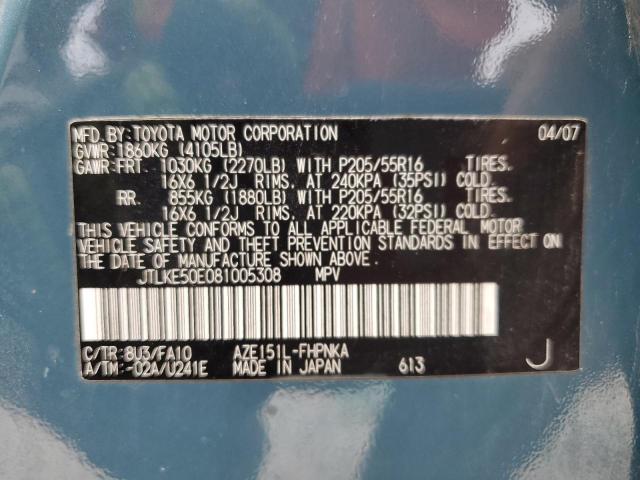 MFD.BY:TOYOTA MOTOR CORPORATION 04/07
GVWR:1860KG (4105LB)
GAWR:FRT. 1030KG (2270LB) WITH P205/55R16 TIRES.
16X6 1/2J RIMS. AT 240KPA (35PSI) COLD.
RR. 855KG (1880LB) WITH P205/55R16 TIRES.
16X6 1/2J RIMS. AT 220KPA (32PSI) COLD.
THIS VEHICLE CONFORMS TO ALL APPLICABLE FEDERAL MOTOR
VEHICLE SAFETY AND THEFT PREVENTION STANDARDS IN EFFECT ON
THE DATE OF MANUFACTURE SHOWN ABOVE.
JTLKE50E081005308 MPV
C/TR:8U3/FA10 AZE151L-FHPNKA
A/TM:-02A/U241E MADE IN JAPAN 613 J